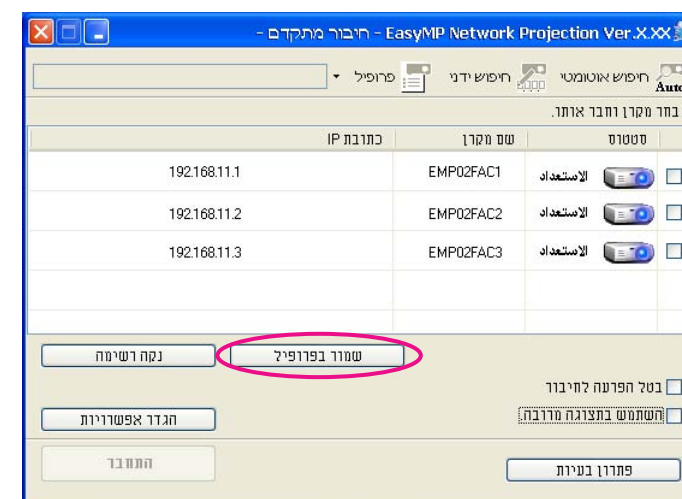 EasyMP Network Projection Ver.X.XX - חיבור מתקדם -
Auto חיפוש אוטומטי חיפוש ידני פרופיל
בחר מקרן וחבר אותו.
סטטוס שם מקרן כתובת IP
الاستعداد EMP02FAC1 192.168.11.1
الاستعداد EMP02FAC2 192.168.11.2
الاستعداد EMP02FAC3 192.168.11.3
שמור בפרופיל נקה רשימה
בטל הפרעה לחיבור
השתמש בתצוגה מרובה.
הגדר אפשרויות
פתרון בעיות התחבר